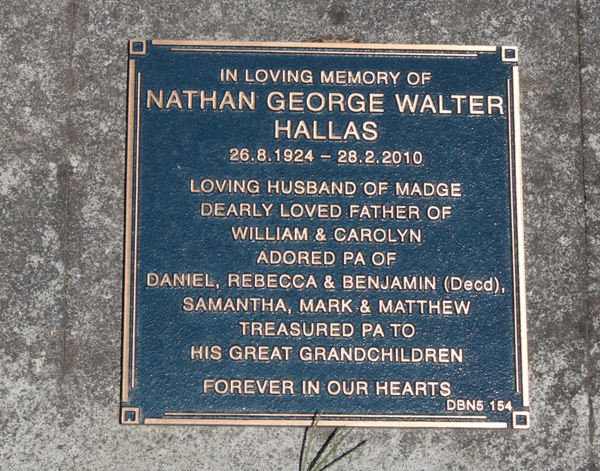 IN LOVING MEMORY OF
NATHAN GEORGE WALTER
HALLAS
26.8.1924 – 28.2.2010
LOVING HUSBAND OF MADGE
DEARLY LOVED FATHER OF
WILLIAM & CAROLYN
ADORED PA OF
DANIEL, REBECCA & BENJAMIN (Decd),
SAMANTHA, MARK & MATTHEW
TREASURED PA TO
HIS GREAT GRANDCHILDREN
FOREVER IN OUR HEARTS
DBN5 154